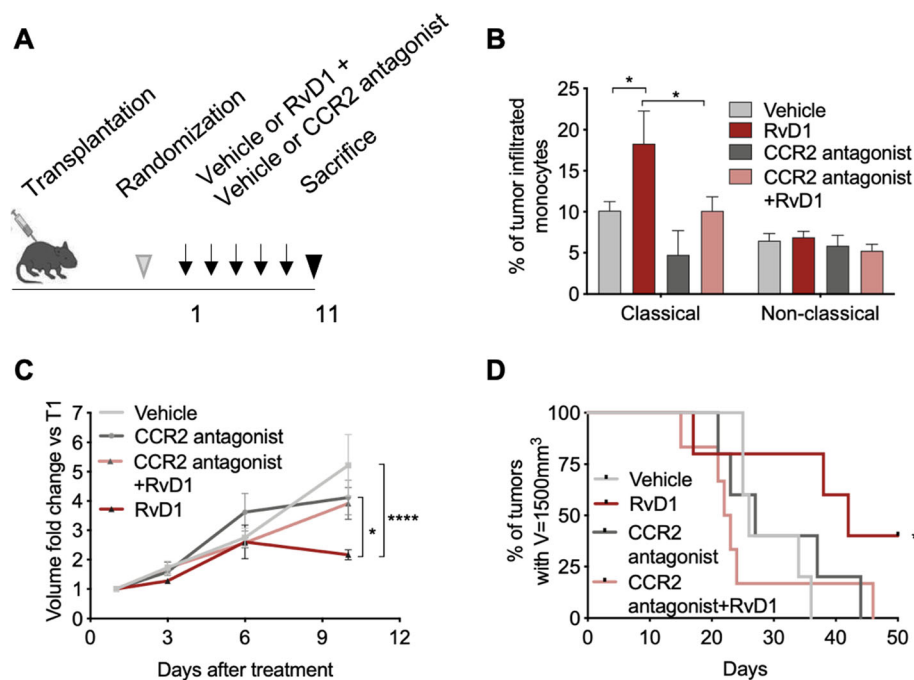 A
Transplantation
Randomization
Vehicle or RvD1 +
Vehicle or CCR2 antagonist
Sacrifice
1
11
B
% of tumor infiltrated
monocytes
25
20
15
10
5
0
*
*
Vehicle
RvD1
CCR2 antagonist
CCR2 antagonist
+RvD1
Classical
Non-classical
C
Volume fold change vs T1
7
6
5
4
3
2
1
0
Vehicle
CCR2 antagonist
CCR2 antagonist
+RvD1
RvD1
*
****
0
3
6
9
12
Days after treatment
D
% of tumors
with V=1500mm³
100
75
50
25
0
Vehicle
RvD1
CCR2
antagonist
CCR2
antagonist+RvD1
*
0
10
20
30
40
50
Days